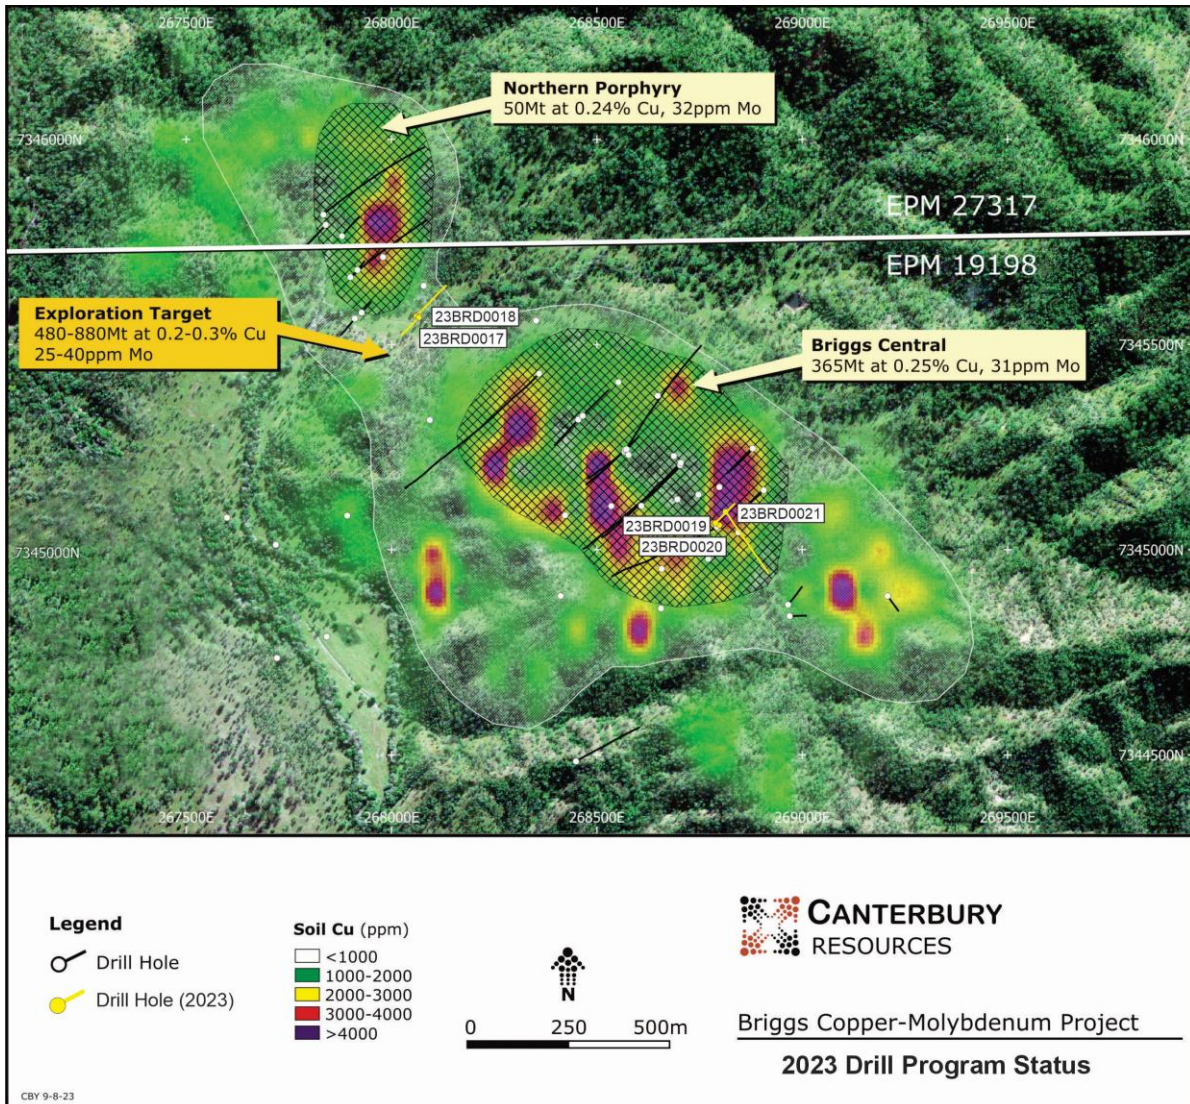 267500E
268000E
268500E
269000E
269500E
Northern Porphyry
50Mt at 0.24% Cu, 32ppm Mo
7346000N
7346000N
EPM 27317
EPM 19198
Exploration Target
480-880Mt at 0.2-0.3% Cu
25-40ppm Mo
23BRD0018
23BRD0017
Briggs Central
365Mt at 0.25% Cu, 31ppm Mo
7345500N
23BRD0021
23BRD0019
23BRD0020
7345000N
7345000N
7344500N
267500E
268000E
268500E
269000E
269500E
Legend
Drill Hole
Drill Hole (2023)
Soil Cu (ppm)
<1000
1000-2000
2000-3000
3000-4000
>4000
N
0 250 500m
CANTERBURY
RESOURCES
Briggs Copper-Molybdenum Project
2023 Drill Program Status
CBY 9-8-23